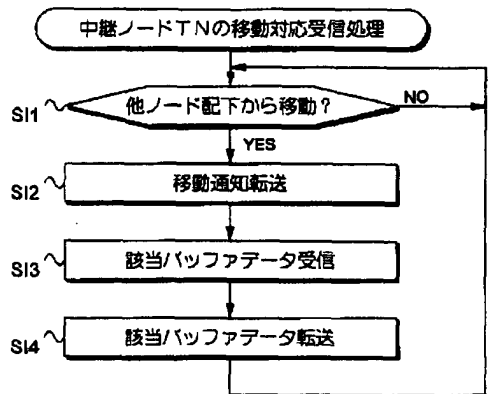 中継ノードTNの移動対応受信処理
SI1
他ノード配下から移動?
NO
YES
SI2
移動通知転送
SI3
該当バッファデータ受信
SI4
該当バッファデータ転送